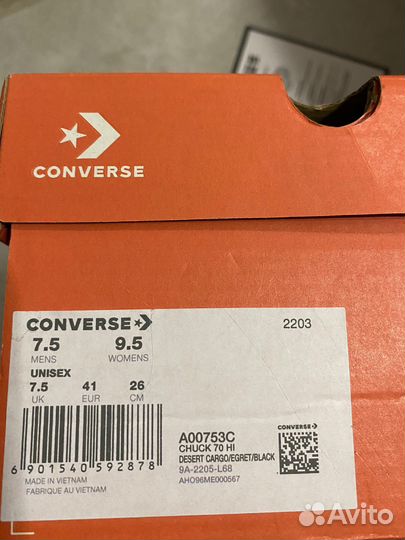 CONVERSE
CONVERSE
2203
7.5 9.5
MENS WOMENS
UNISEX
7.5 41 26
UK EUR CM
A00753C
CHUCK 70 HI
DESERT CARGO/EGRET/BLACK
9A-2205-L68
AHO96ME000567
6 901540 592878
MADE IN VIETNAM
FABRIQUE AU VIETNAM
Avito